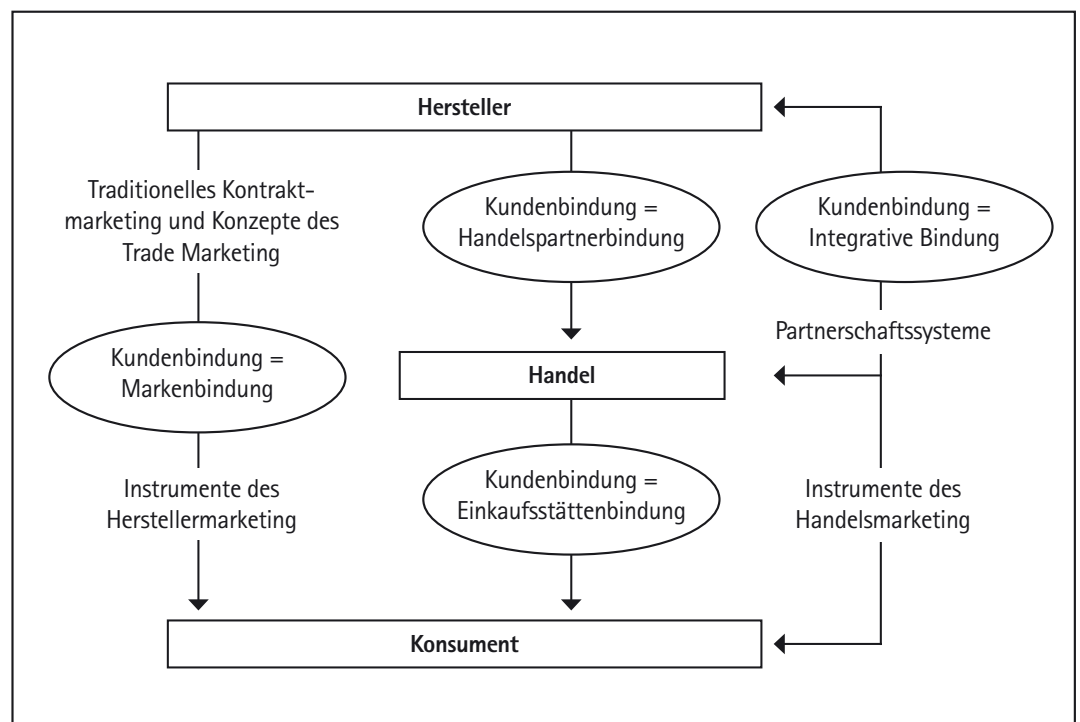 Hersteller
Traditionelles Kontrakt-
marketing und Konzepte des
Trade Marketing
Kundenbindung =
Handelspartnerbindung
Kundenbindung =
Integrative Bindung
Partnerschaftssysteme
Kundenbindung =
Markenbindung
Handel
Instrumente des
Herstellermarketing
Kundenbindung =
Einkaufsstättenbindung
Instrumente des
Handelsmarketing
Konsument